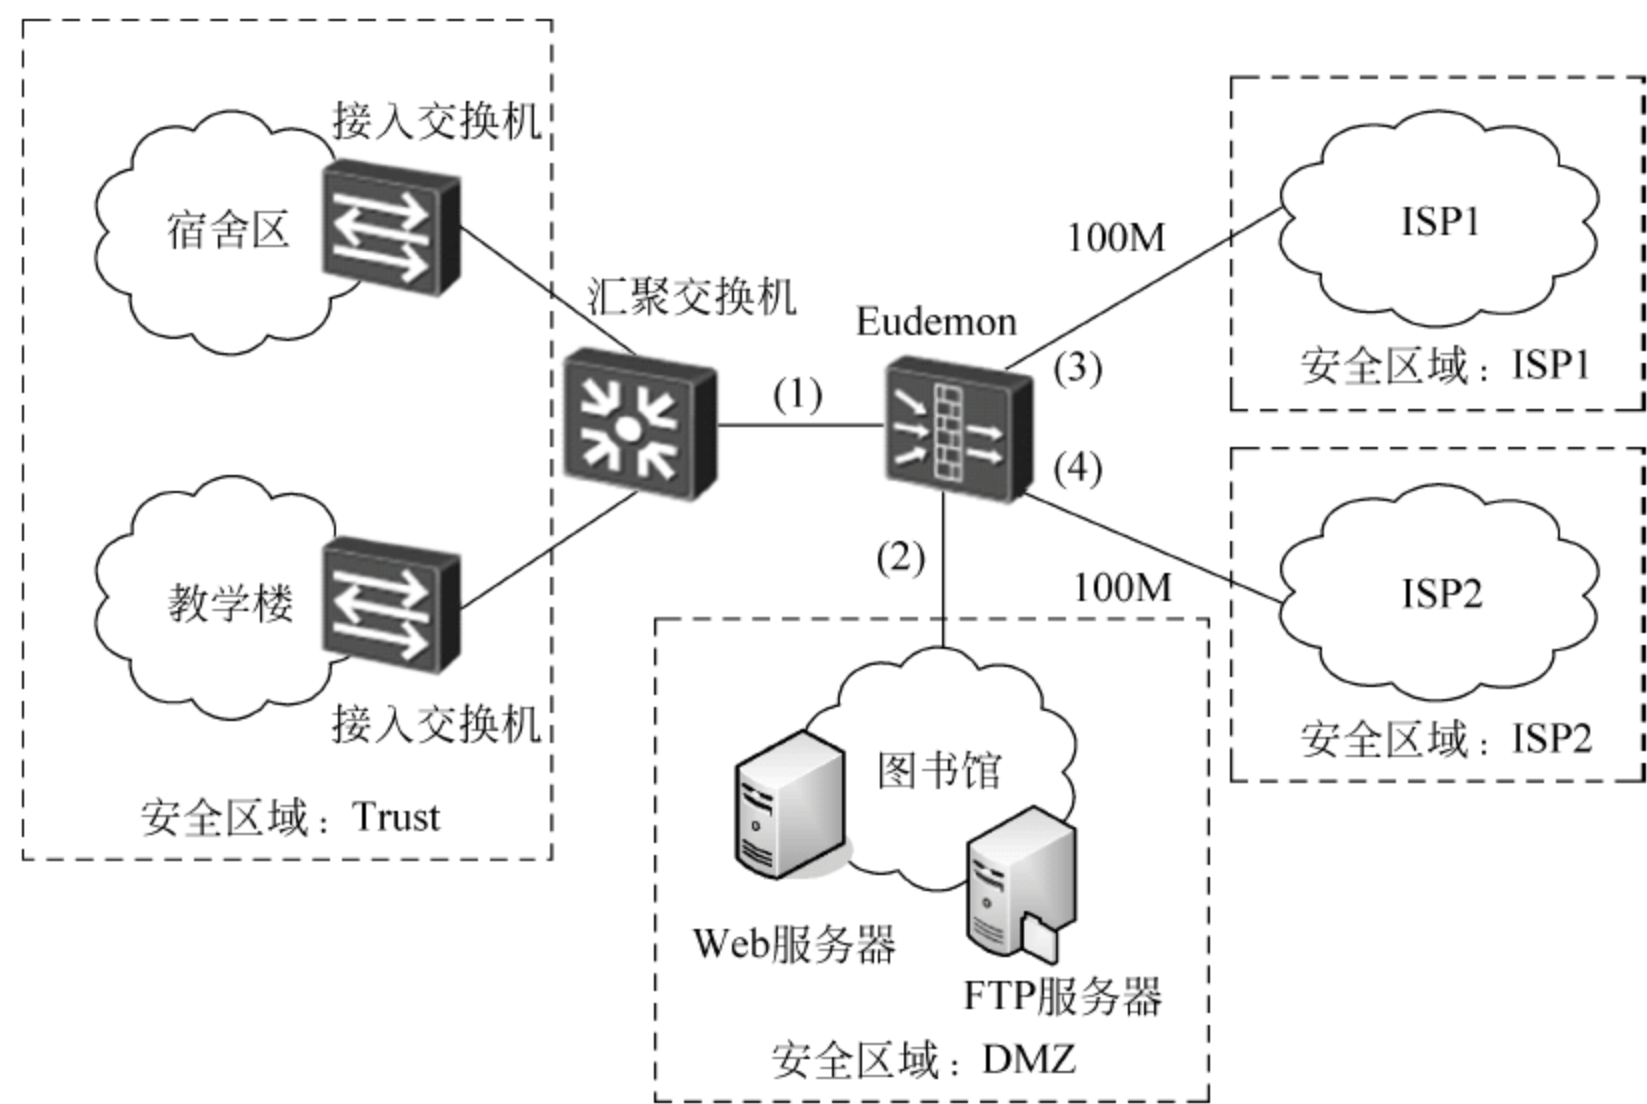 接入交换机
宿舍区
汇聚交换机
教学楼
接入交换机
安全区域：Trust
(1)
Eudemon
(2)
(3)
(4)
100M
100M
ISP1
安全区域：ISP1
ISP2
安全区域：ISP2
图书馆
Web服务器
FTP服务器
安全区域：DMZ